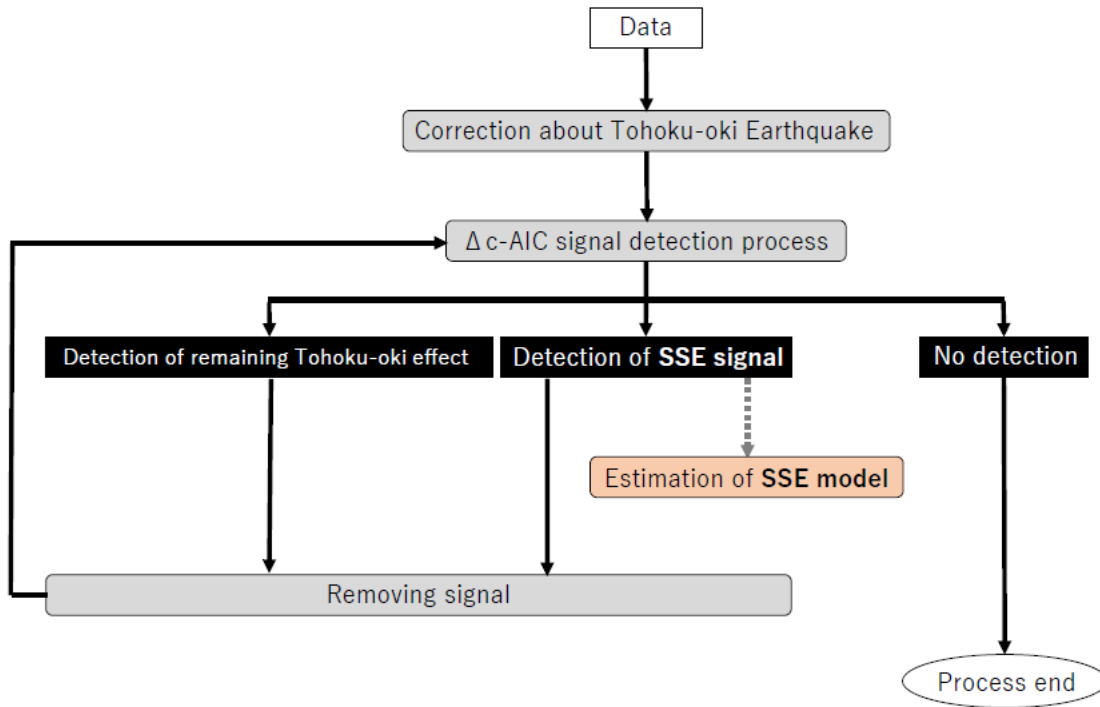 Data
Correction about Tohoku-oki Earthquake
Δ c-AIC signal detection process
Detection of remaining Tohoku-oki effect
Detection of SSE signal
No detection
Estimation of SSE model
Removing signal
Process end